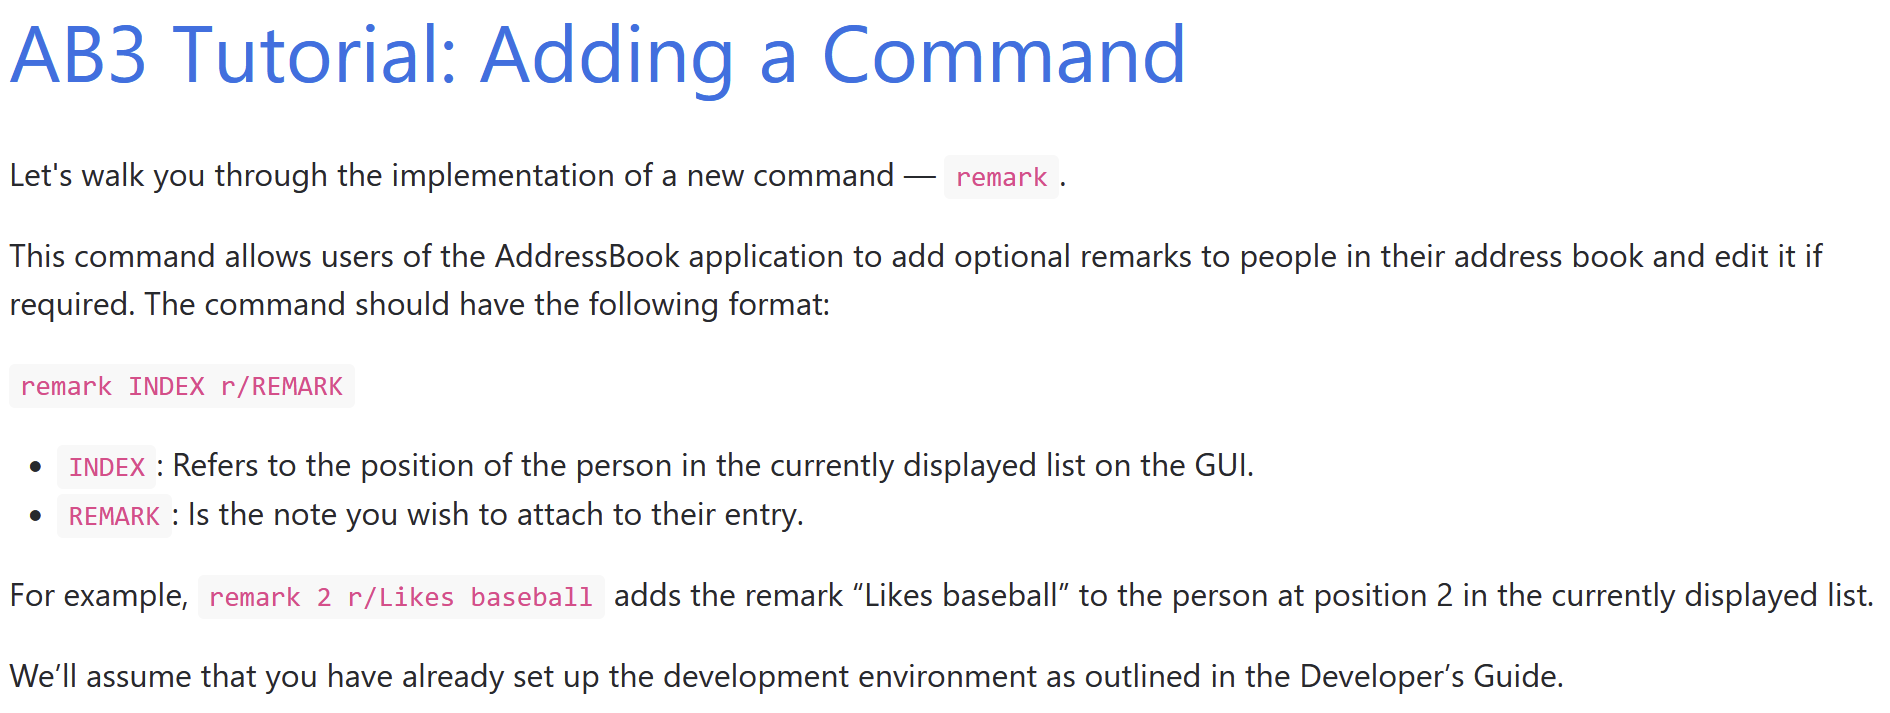 AB3 Tutorial: Adding a Command
Let's walk you through the implementation of a new command — remark.
This command allows users of the AddressBook application to add optional remarks to people in their address book and edit it if
required. The command should have the following format:
remark INDEX r/REMARK
• INDEX: Refers to the position of the person in the currently displayed list on the GUI.
• REMARK: Is the note you wish to attach to their entry.
For example, remark 2 r/Likes baseball adds the remark “Likes baseball” to the person at position 2 in the currently displayed list.
We’ll assume that you have already set up the development environment as outlined in the Developer’s Guide.